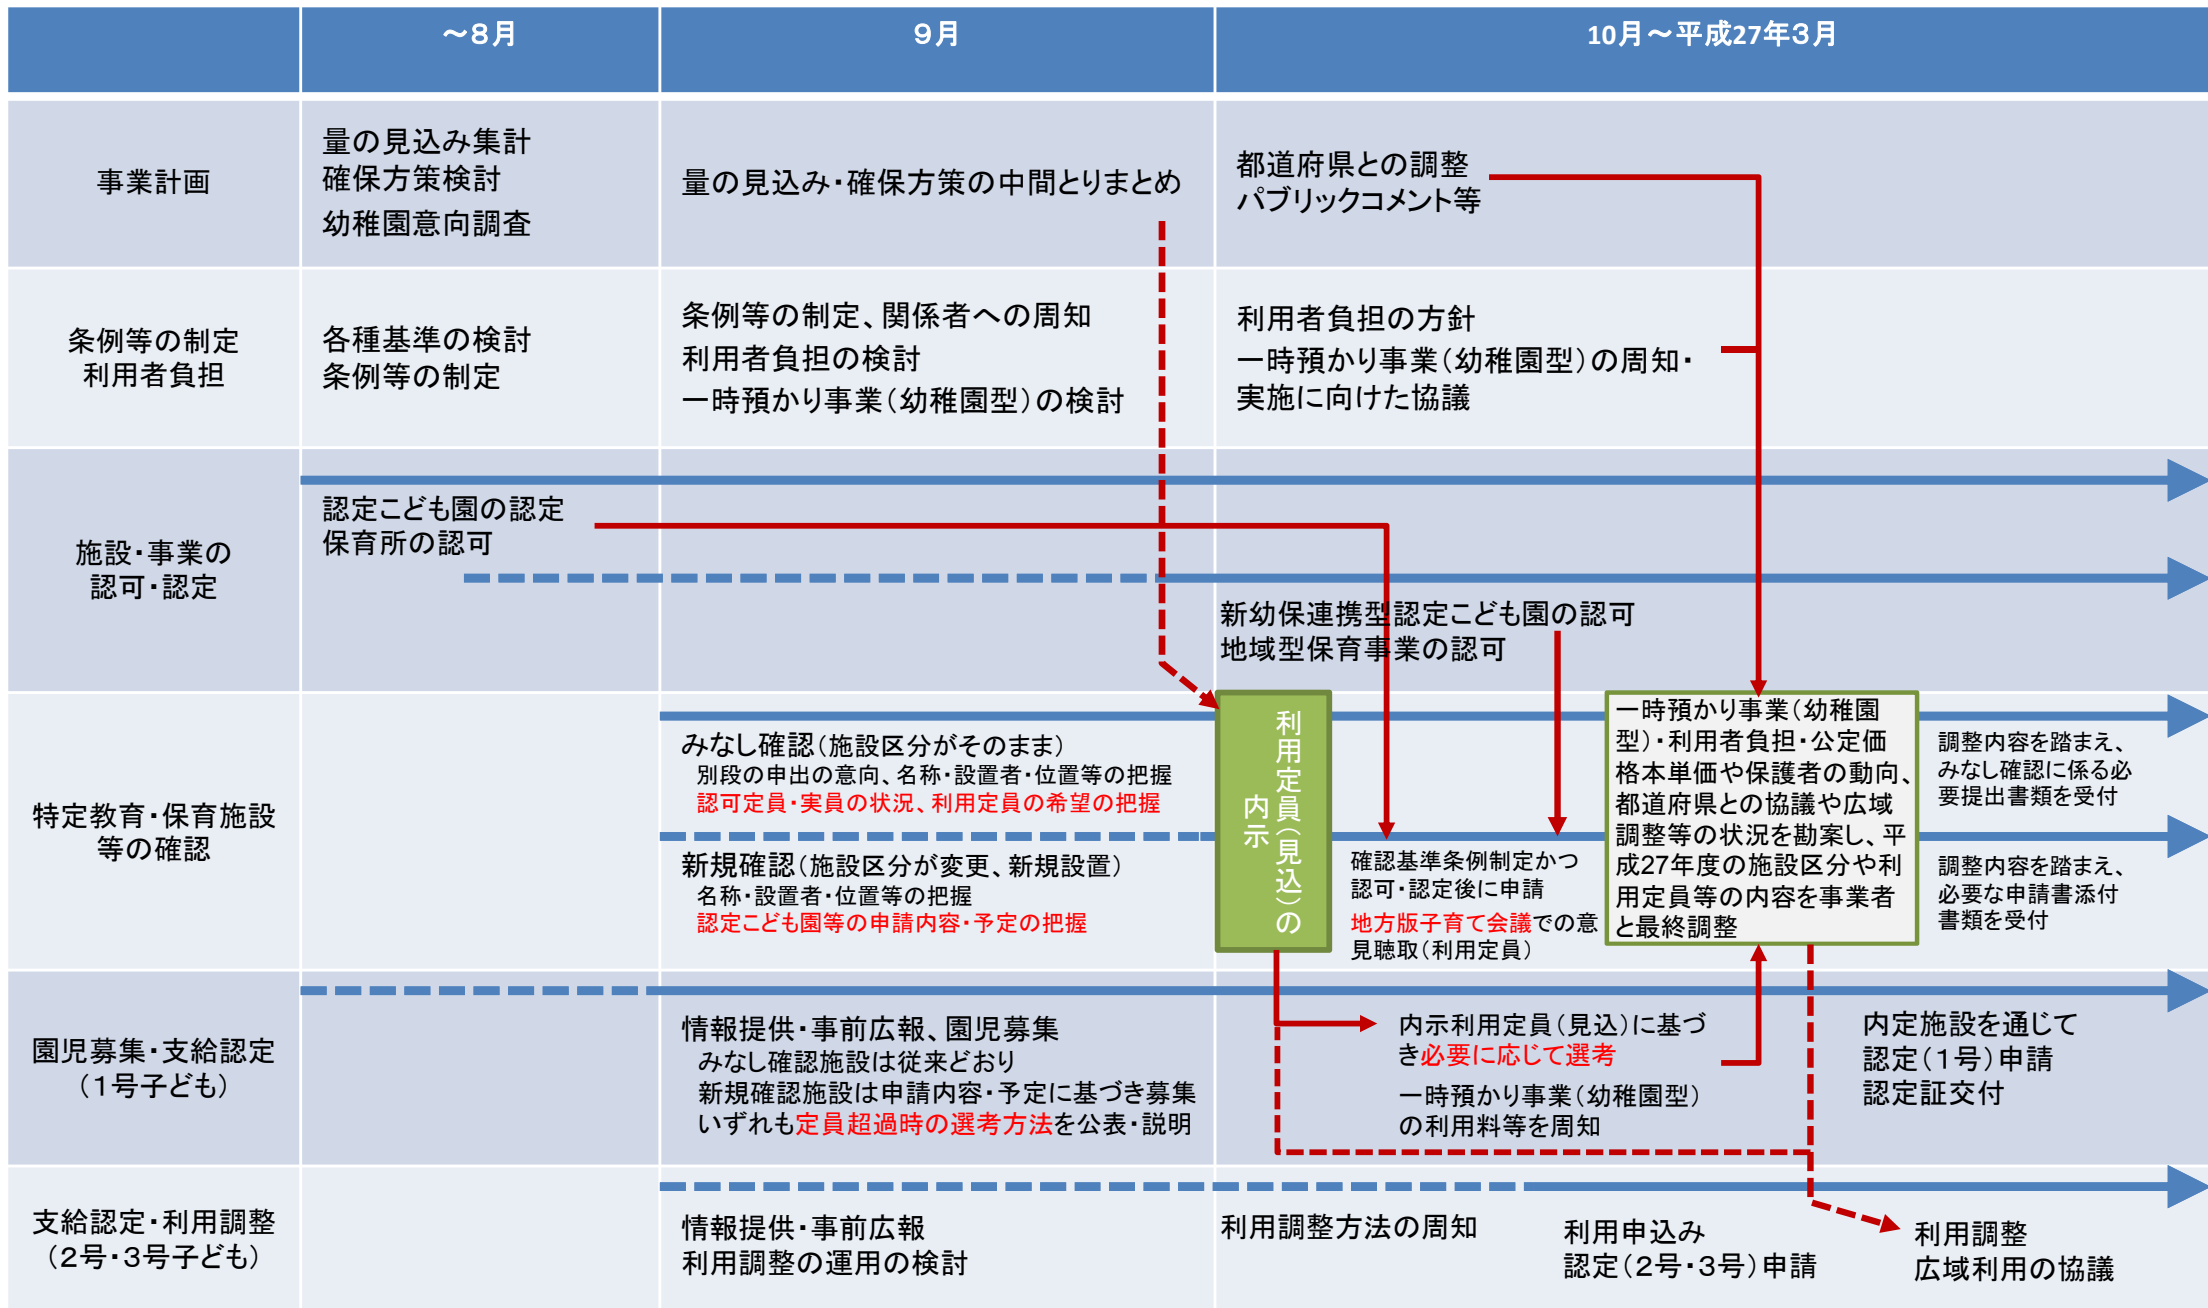 ～８月
９月
10月～平成27年３月
事業計画
量の見込み集計
確保方策検討
幼稚園意向調査
量の見込み・確保方策の中間とりまとめ
都道府県との調整
パブリックコメント等
条例等の制定
利用者負担
各種基準の検討
条例等の制定
条例等の制定、関係者への周知
利用者負担の検討
一時預かり事業（幼稚園型）の検討
利用者負担の方針
一時預かり事業（幼稚園型）の周知・
実施に向けた協議
施設・事業の
認可・認定
認定こども園の認定
保育所の認可
新幼保連携型認定こども園の認可
地域型保育事業の認可
特定教育・保育施設
等の確認
みなし確認（施設区分がそのまま）
別段の申出の意向、名称・設置者・位置等の把握
認可定員・実員の状況、利用定員の希望の把握
新規確認（施設区分が変更、新規設置）
名称・設置者・位置等の把握
認定こども園等の申請内容・予定の把握
利用定員（見込）の
内示
確認基準条例制定かつ
認可・認定後に申請
地方版子育て会議での意
見聴取（利用定員）
一時預かり事業（幼稚園
型）・利用者負担・公定価
格本単価や保護者の動向、
都道府県との協議や広域
調整等の状況を勘案し、平
成27年度の施設区分や利
用定員等の内容を事業者
と最終調整
調整内容を踏まえ、
みなし確認に係る必
要提出書類を受付
調整内容を踏まえ、
必要な申請書添付
書類を受付
園児募集・支給認定
（１号子ども）
情報提供・事前広報、園児募集
みなし確認施設は従来どおり
新規確認施設は申請内容・予定に基づき募集
いずれも定員超過時の選考方法を公表・説明
内示利用定員（見込）に基づ
き必要に応じて選考
一時預かり事業（幼稚園型）
の利用料等を周知
内定施設を通じて
認定（１号）申請
認定証交付
支給認定・利用調整
（２号・３号子ども）
情報提供・事前広報
利用調整の運用の検討
利用調整方法の周知
利用申込み
認定（２号・３号）申請
利用調整
広域利用の協議